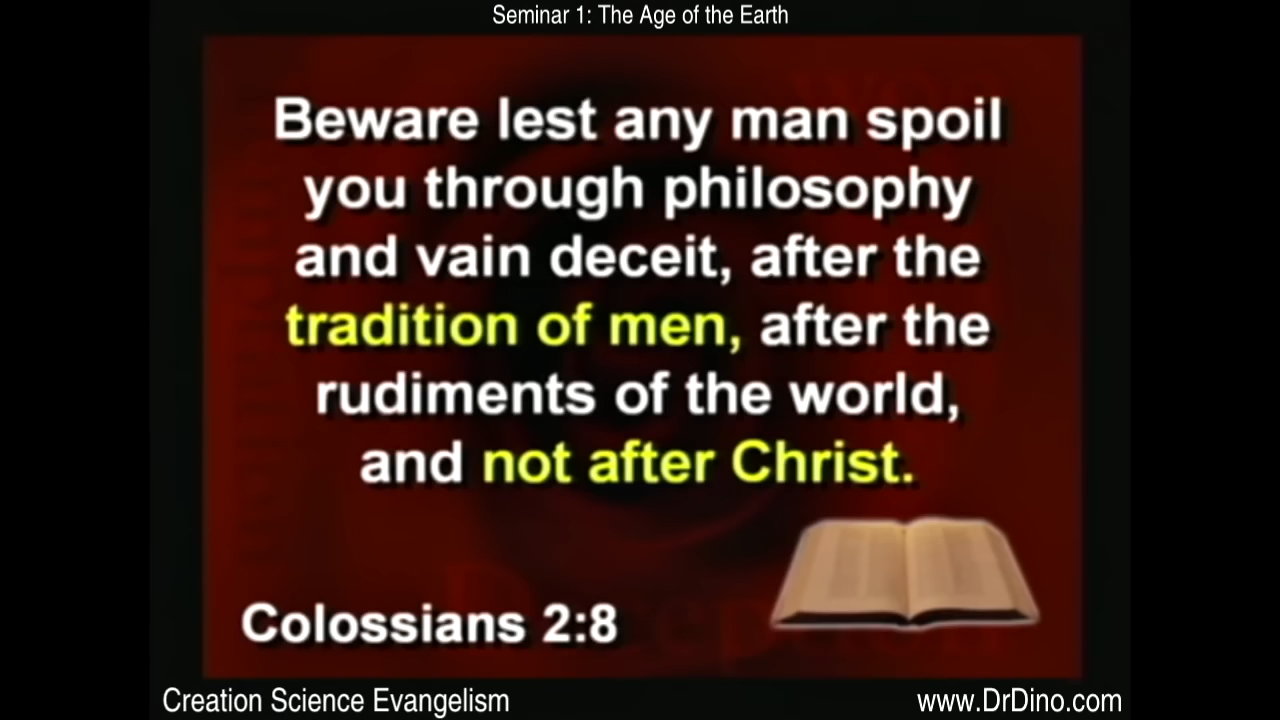 Seminar 1: The Age of the Earth
Beware lest any man spoil
you through philosophy
and vain deceit, after the
tradition of men, after the
rudiments of the world,
and not after Christ.
Colossians 2:8
Creation Science Evangelism
www.DrDino.com